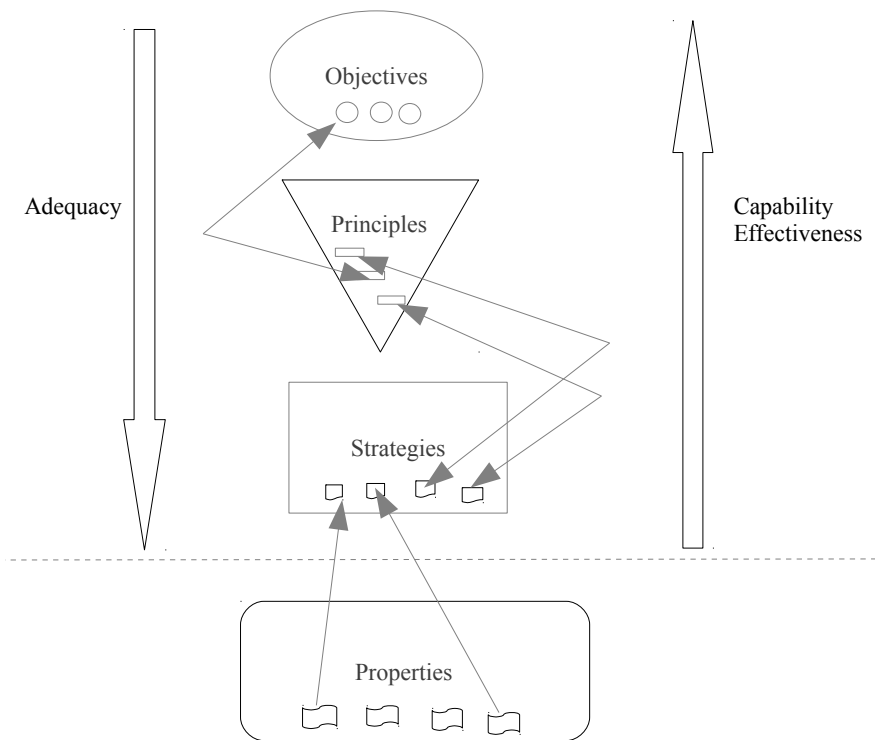 Objectives
Adequacy
Principles
Capability
Effectiveness
Strategies
Properties